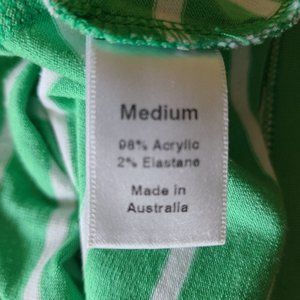 Medium
98% Acrylic
2% Elastane
Made in
Australia